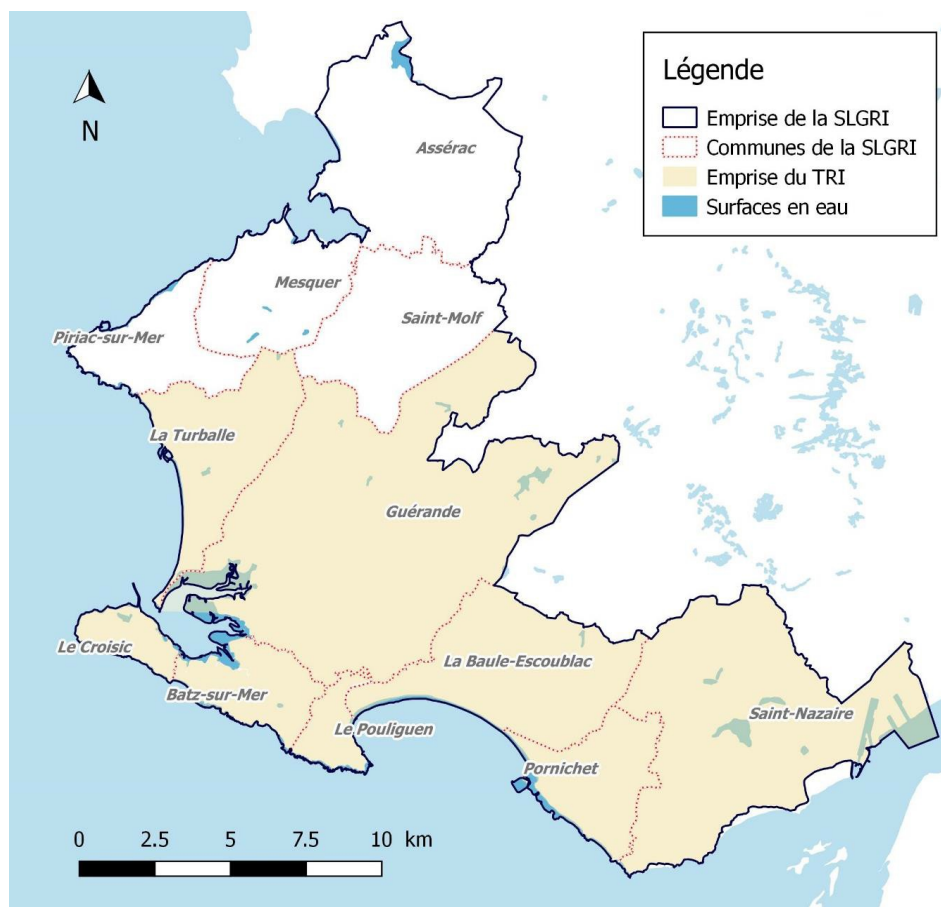 Légende
Emprise de la SLGRI
Communes de la SLGRI
Emprise du TRI
Surfaces en eau
N
Assérac
Mesquer
Saint-Molf
Piriac-sur-Mer
La Turballe
Guérande
Le Croisic
La Baule-Escoublac
Batz-sur-Mer
Saint-Nazaire
Le Pouliguen
Pornichet
0 2.5 5 7.5 10 km